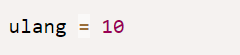 ulang = 10